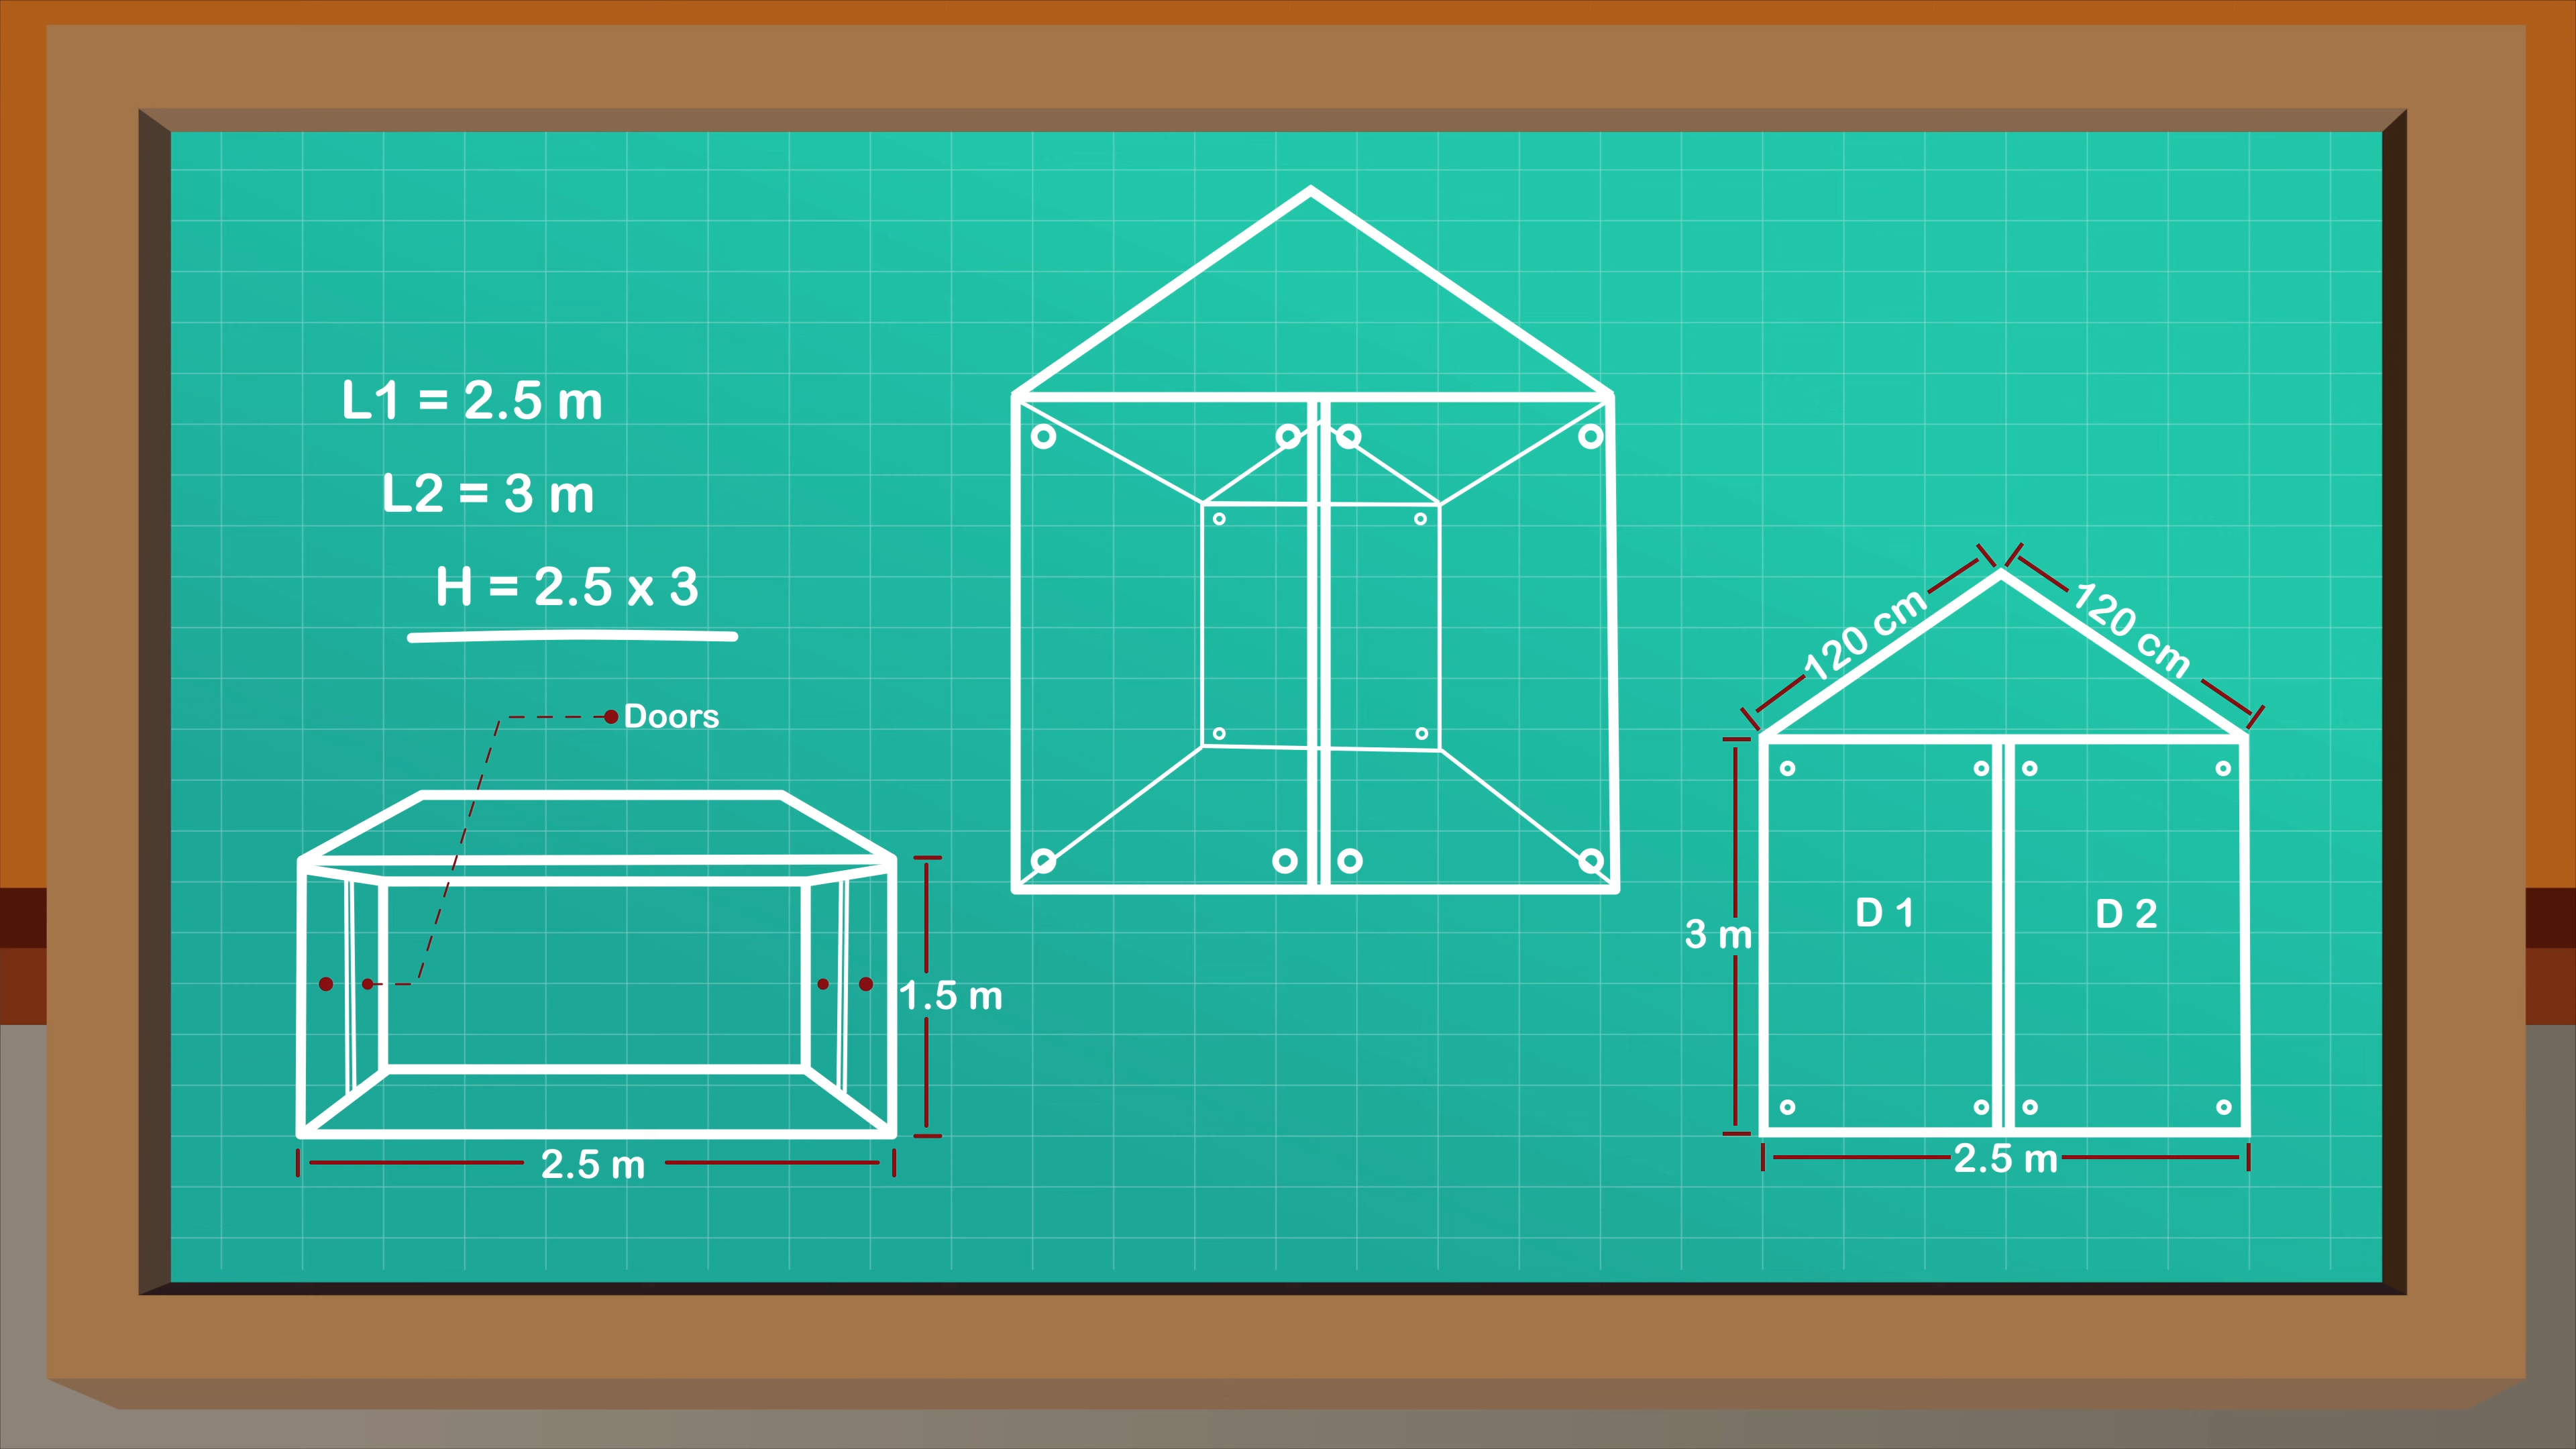 L1 = 2.5 m
L2 = 3 m
H = 2.5 x 3
Doors
1.5 m
2.5 m
120 cm
120 cm
3 m
D 1
D 2
2.5 m